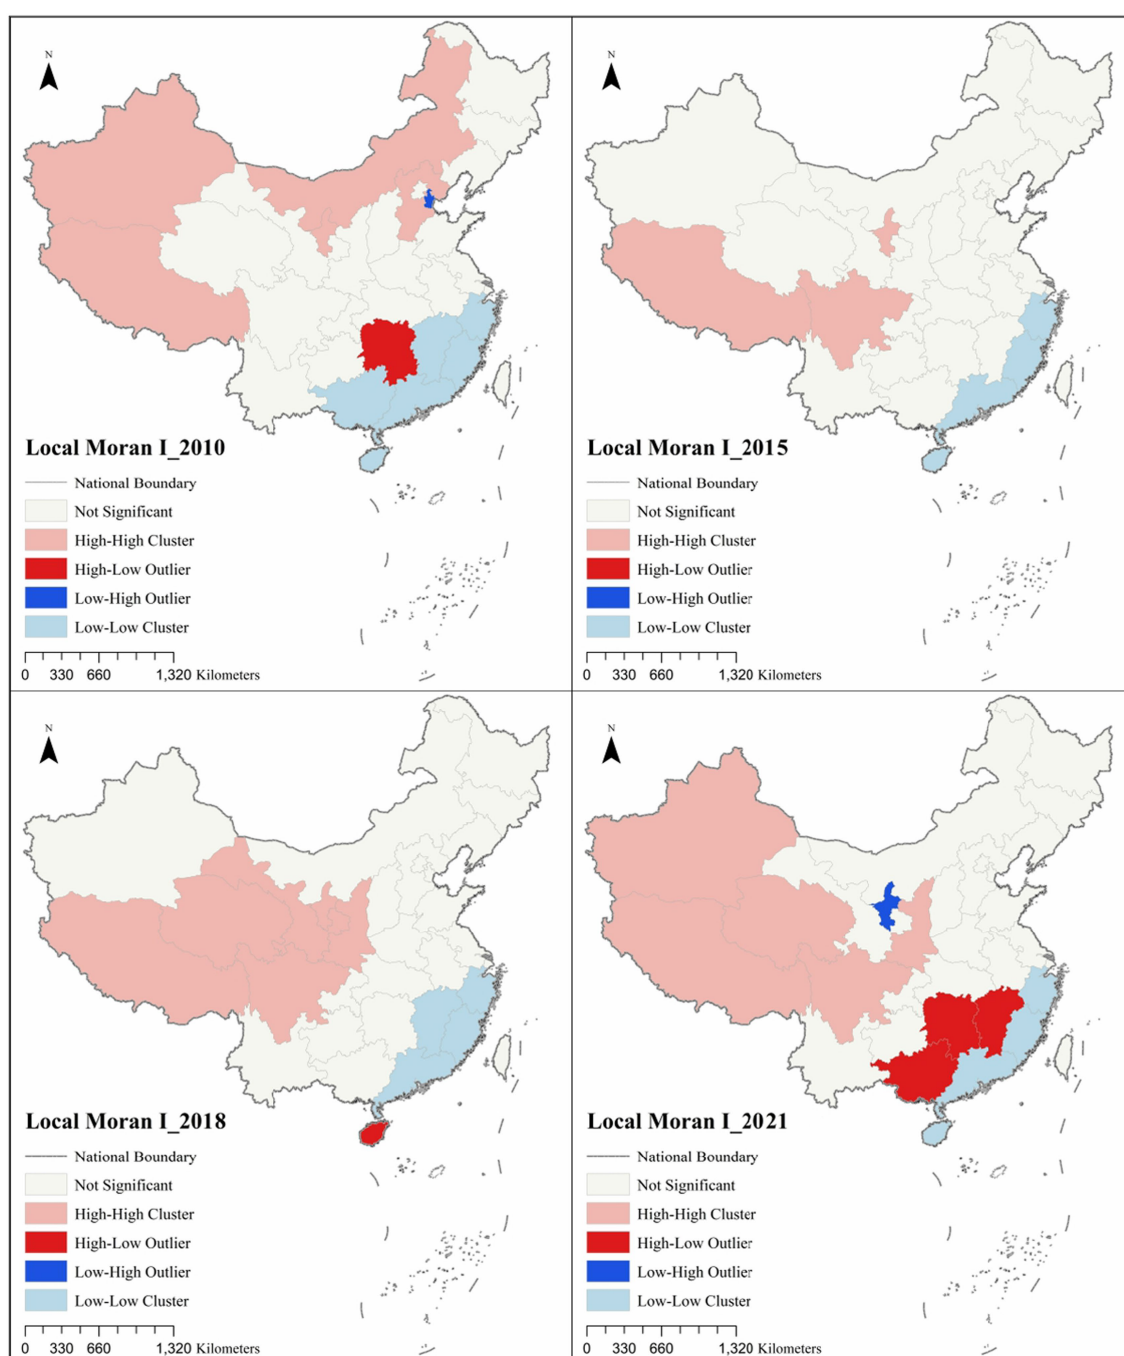 N
Local Moran I_2010
National Boundary
Not Significant
High-High Cluster
High-Low Outlier
Low-High Outlier
Low-Low Cluster
0 330 660 1,320 Kilometers
N
Local Moran I_2015
National Boundary
Not Significant
High-High Cluster
High-Low Outlier
Low-High Outlier
Low-Low Cluster
0 330 660 1,320 Kilometers
N
Local Moran I_2018
National Boundary
Not Significant
High-High Cluster
High-Low Outlier
Low-High Outlier
Low-Low Cluster
0 330 660 1,320 Kilometers
N
Local Moran I_2021
National Boundary
Not Significant
High-High Cluster
High-Low Outlier
Low-High Outlier
Low-Low Cluster
0 330 660 1,320 Kilometers